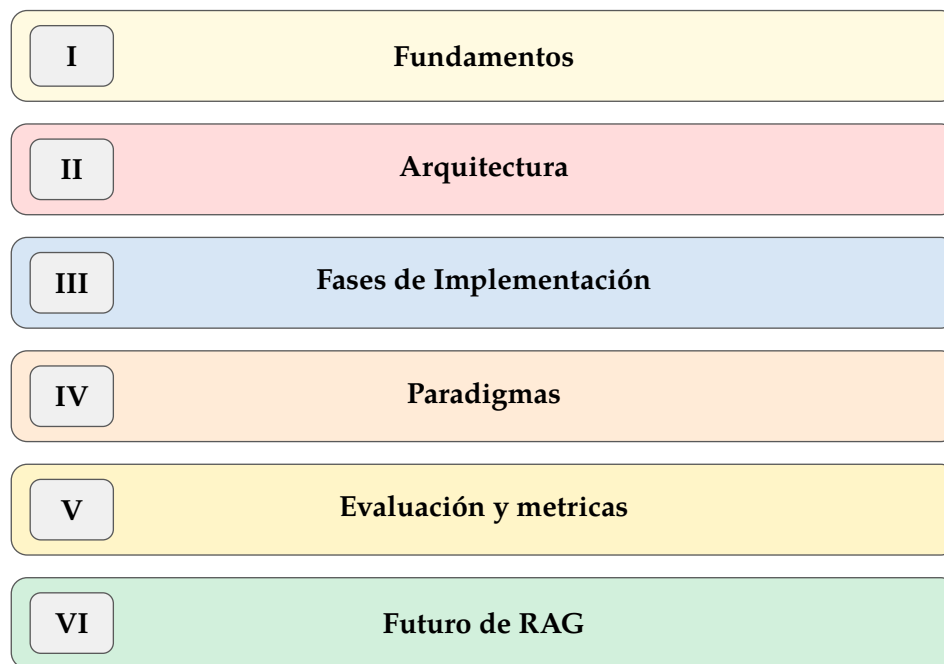 I
Fundamentos
II
Arquitectura
III
Fases de Implementación
IV
Paradigmas
V
Evaluación y metricas
VI
Futuro de RAG